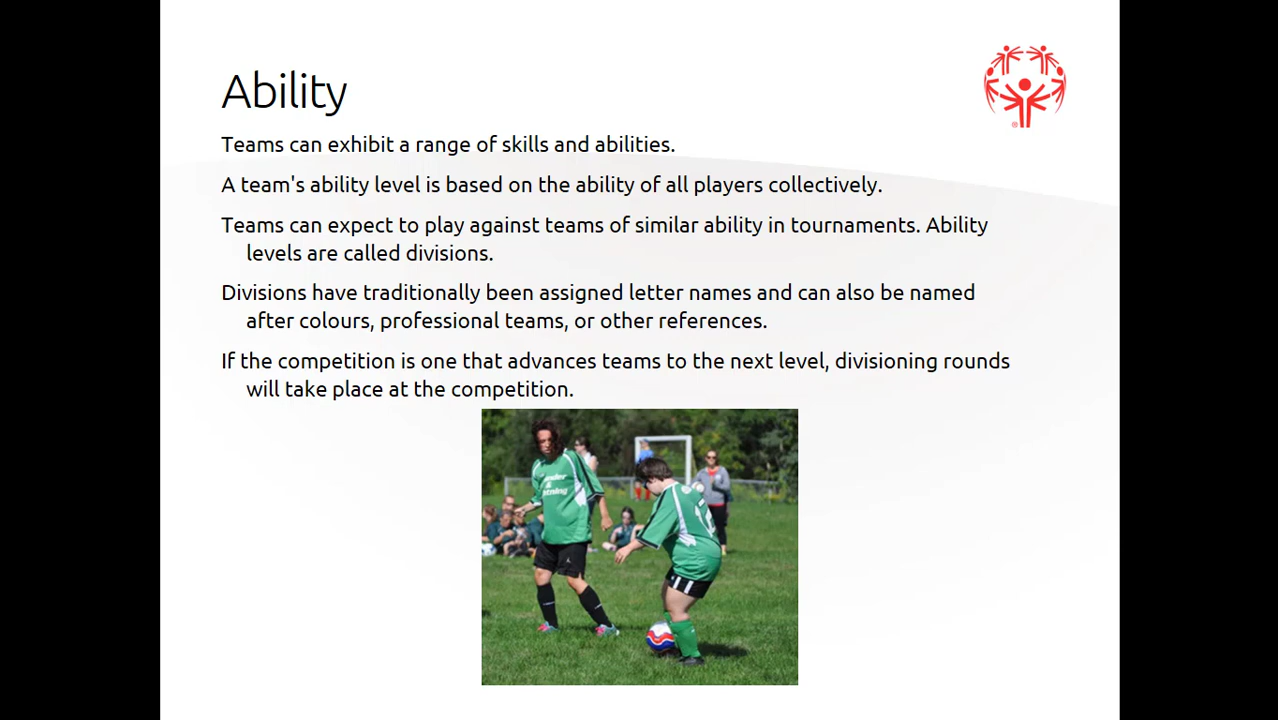 Ability
Teams can exhibit a range of skills and abilities.
A team's ability level is based on the ability of all players collectively.
Teams can expect to play against teams of similar ability in tournaments. Ability
levels are called divisions.
Divisions have traditionally been assigned letter names and can also be named
after colours, professional teams, or other references.
If the competition is one that advances teams to the next level, divisioning rounds
will take place at the competition.